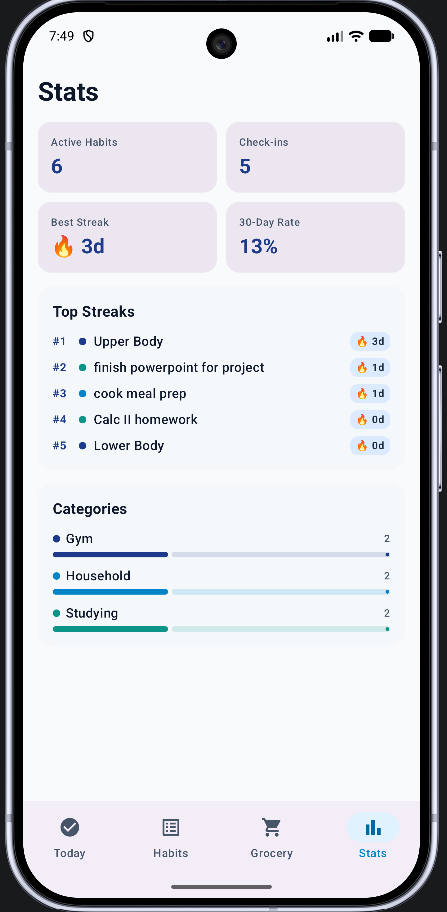 7:49
Stats
Active Habits
6
Check-ins
5
Best Streak
🔥 3d
30-Day Rate
13%
Top Streaks
#1 Upper Body 🔥 3d
#2 finish powerpoint for project 🔥 1d
#3 cook meal prep 🔥 1d
#4 Calc II homework 🔥 0d
#5 Lower Body 🔥 0d
Categories
Gym 2
Household 2
Studying 2
Today Habits Grocery Stats